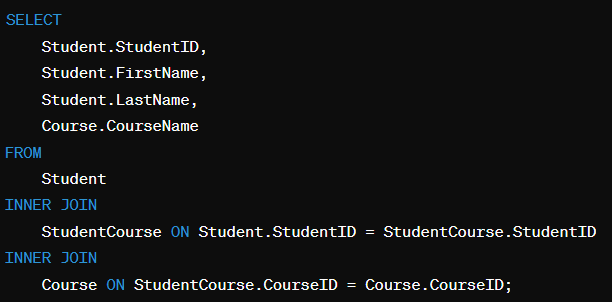 SELECT
    Student.StudentID,
    Student.FirstName,
    Student.LastName,
    Course.CourseName
FROM
    Student
INNER JOIN
    StudentCourse ON Student.StudentID = StudentCourse.StudentID
INNER JOIN
    Course ON StudentCourse.CourseID = Course.CourseID;